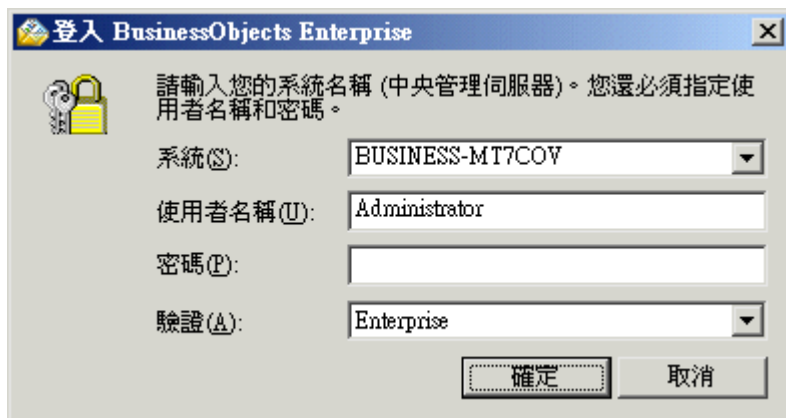 登入 BusinessObjects Enterprise
請輸入您的系統名稱 (中央管理伺服器)。您還必須指定使
用者名稱和密碼。
系統(S): BUSINESS-MT7COV
使用者名稱(U): Administrator
密碼(P):
驗證(A): Enterprise
確定 取消